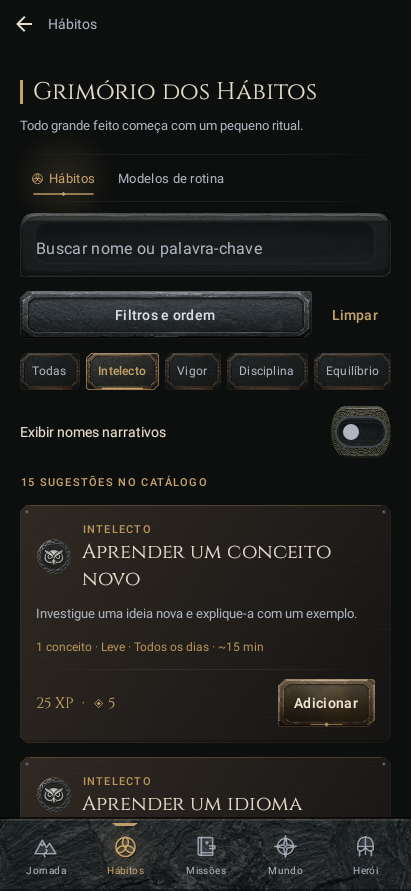 Hábitos
Grimório dos Hábitos
Todo grande feito começa com um pequeno ritual.
Hábitos
Modelos de rotina
Buscar nome ou palavra-chave
Filtros e ordem
Limpar
Todas
Intelecto
Vigor
Disciplina
Equilíbrio
Exibir nomes narrativos
15 SUGESTÕES NO CATÁLOGO
INTELECTO
Aprender um conceito
novo
Investigue uma ideia nova e explique-a com um exemplo.
1 conceito · Leve · Todos os dias · ~15 min
25 XP · 5
Adicionar
INTELECTO
Aprender um idioma
Jornada
Hábitos
Missões
Mundo
Herói